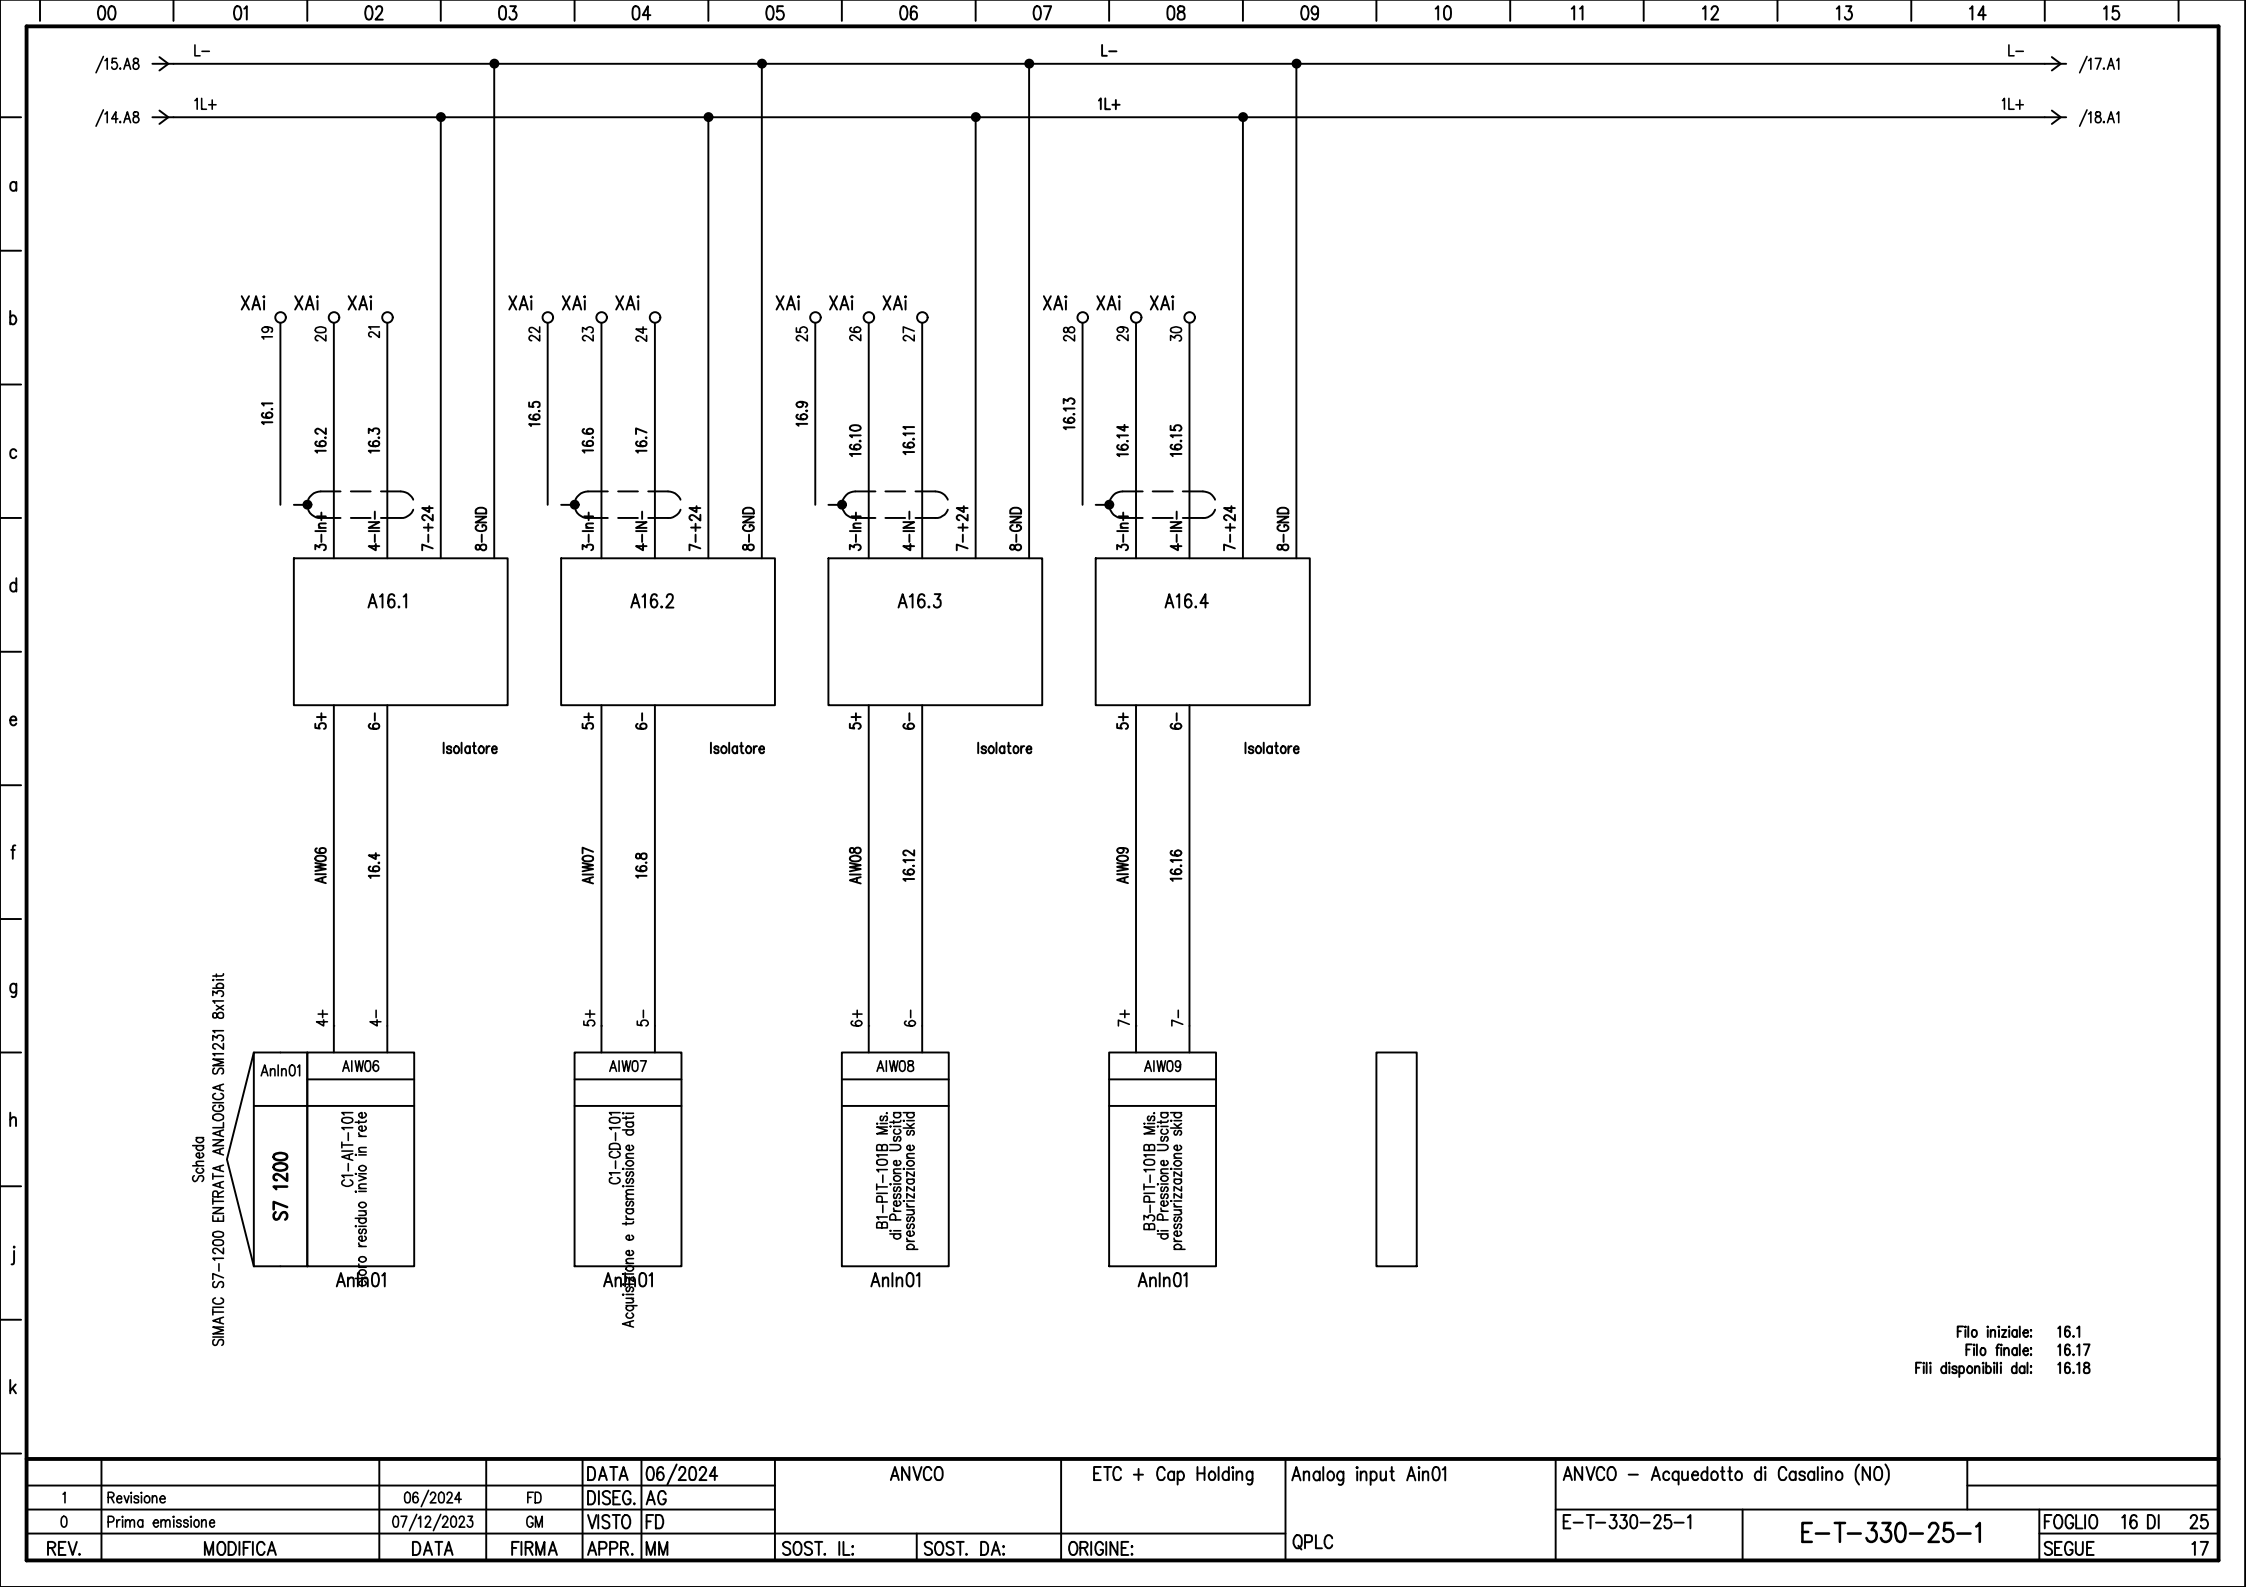 00 01 02 03 04 05 06 07 08 09 10 11 12 13 14 15
L- L- L-
/15.A8 /17.A1
1L+ 1L+ 1L+
/14.A8 /18.A1
a
b
c
d
e
f
g
h
j
k
XAi XAi XAi XAi XAi XAi XAi XAi XAi XAi XAi XAi
19 20 21 22 23 24 25 26 27 28 29 30
16.1 16.2 16.3 16.5 16.6 16.7 16.9 16.10 16.11 16.13 16.14 16.15
3-In+ 4-IN- 7-+24 8-GND 3-In+ 4-IN- 7-+24 8-GND 3-In+ 4-IN- 7-+24 8-GND 3-In+ 4-IN- 7-+24 8-GND
A16.1 A16.2 A16.3 A16.4
5+ 6- 5+ 6- 5+ 6- 5+ 6-
Isolatore Isolatore Isolatore Isolatore
AIW06 16.4 AIW07 16.8 AIW08 16.12 AIW09 16.16
4+ 4- 5+ 5- 6+ 6- 7+ 7-
Scheda
SIMATIC S7-1200 ENTRATA ANALOGICA SM1231 8x13bit
AnIn01 AIW06 AIW07 AIW08 AIW09
S7 1200
C1-AIT-101
residuo invio in rete
C1-CD-101
Acquisizione e trasmissione dati
B1-PIT-101B Mis.
di Pressione Uscita
pressurizzazione skid
B3-PIT-101B Mis.
di Pressione Uscita
pressurizzazione skid
AnIn01 AnIn01 AnIn01 AnIn01
Filo iniziale: 16.1
Filo finale: 16.17
Fili disponibili dal: 16.18
DATA 06/2024
1 Revisione 06/2024 FD DISEG. AG
0 Prima emissione 07/12/2023 GM VISTO FD
REV. MODIFICA DATA FIRMA APPR. MM
ANVCO
SOST. IL: SOST. DA:
ETC + Cap Holding
ORIGINE:
Analog input Ain01
QPLC
ANVCO - Acquedotto di Casalino (NO)
E-T-330-25-1
E-T-330-25-1
FOGLIO 16 DI 25
SEGUE 17